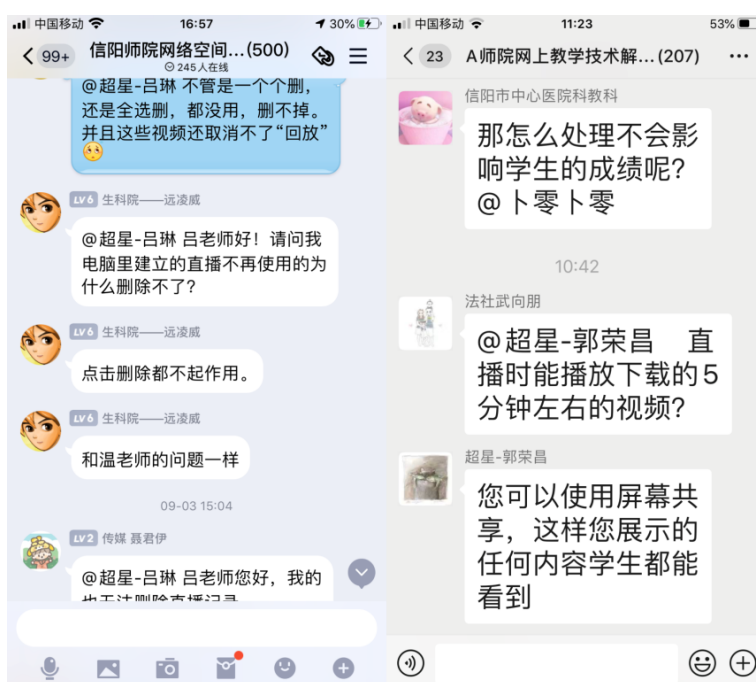 中国移动 16:57 30%
99+ 信阳师院网络空间...(500)
245人在线
@超星-吕琳 不管是一个个删，
还是全选删，都没用，删不掉。
并且这些视频还取消不了“回放”
LV6 生科院——远凌威
@超星-吕琳 吕老师好！请问我
电脑里建立的直播不再使用的为
什么删除不了？
LV6 生科院——远凌威
点击删除都不起作用。
LV6 生科院——远凌威
和温老师的问题一样
09-03 15:04
LV2 传媒 聂君伊
@超星-吕琳 吕老师您好，我的
也无法删除直播记录
中国移动 11:23 53%
23 A师院网上教学技术解...(207)
信阳市中心医院科教科
那怎么处理不会影
响学生的成绩呢？
@卜零卜零
10:42
法社武向朋
@超星-郭荣昌 直
播时能播放下载的5
分钟左右的视频？
超星-郭荣昌
您可以使用屏幕共
享，这样您展示的
任何内容学生都能
看到